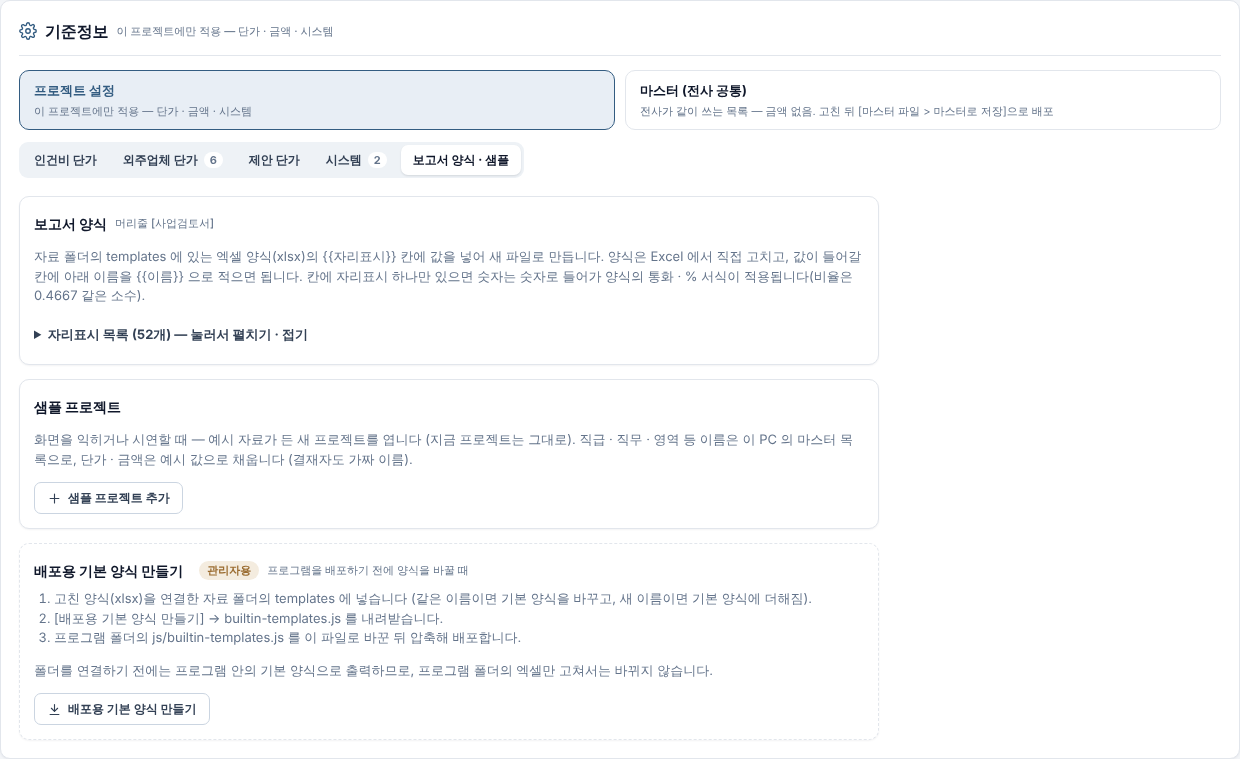 기준정보 이 프로젝트에만 적용 — 단가 · 금액 · 시스템
프로젝트 설정
이 프로젝트에만 적용 — 단가 · 금액 · 시스템
마스터 (전사 공통)
전사가 같이 쓰는 목록 — 금액 없음. 고친 뒤 [마스터 파일 > 마스터로 저장]으로 배포
인건비 단가 외주업체 단가 6 제안 단가 시스템 2 보고서 양식 · 샘플
보고서 양식 머리줄 [사업검토서]
자료 폴더의 templates 에 있는 엑셀 양식(xlsx)의 {{자리표시}} 칸에 값을 넣어 새 파일로 만듭니다. 양식은 Excel 에서 직접 고치고, 값이 들어갈
칸에 아래 이름을 {{이름}} 으로 적으면 됩니다. 칸에 자리표시 하나만 있으면 숫자는 숫자로 들어가 양식의 통화 · % 서식이 적용됩니다(비율은
0.4667 같은 소수).
▶ 자리표시 목록 (52개) — 눌러서 펼치기 · 접기
샘플 프로젝트
화면을 익히거나 시연할 때 — 예시 자료가 든 새 프로젝트를 엽니다 (지금 프로젝트는 그대로). 직급 · 직무 · 영역 등 이름은 이 PC 의 마스터 목
록으로, 단가 · 금액은 예시 값으로 채웁니다 (결재자도 가짜 이름).
+ 샘플 프로젝트 추가
배포용 기본 양식 만들기 관리자용 프로그램을 배포하기 전에 양식을 바꿀 때
1. 고친 양식(xlsx)을 연결한 자료 폴더의 templates 에 넣습니다 (같은 이름이면 기본 양식을 바꾸고, 새 이름이면 기본 양식에 더해짐).
2. [배포용 기본 양식 만들기] → builtin-templates.js 를 내려받습니다.
3. 프로그램 폴더의 js/builtin-templates.js 를 이 파일로 바꾼 뒤 압축해 배포합니다.
폴더를 연결하기 전에는 프로그램 안의 기본 양식으로 출력하므로, 프로그램 폴더의 엑셀만 고쳐서는 바뀌지 않습니다.
배포용 기본 양식 만들기